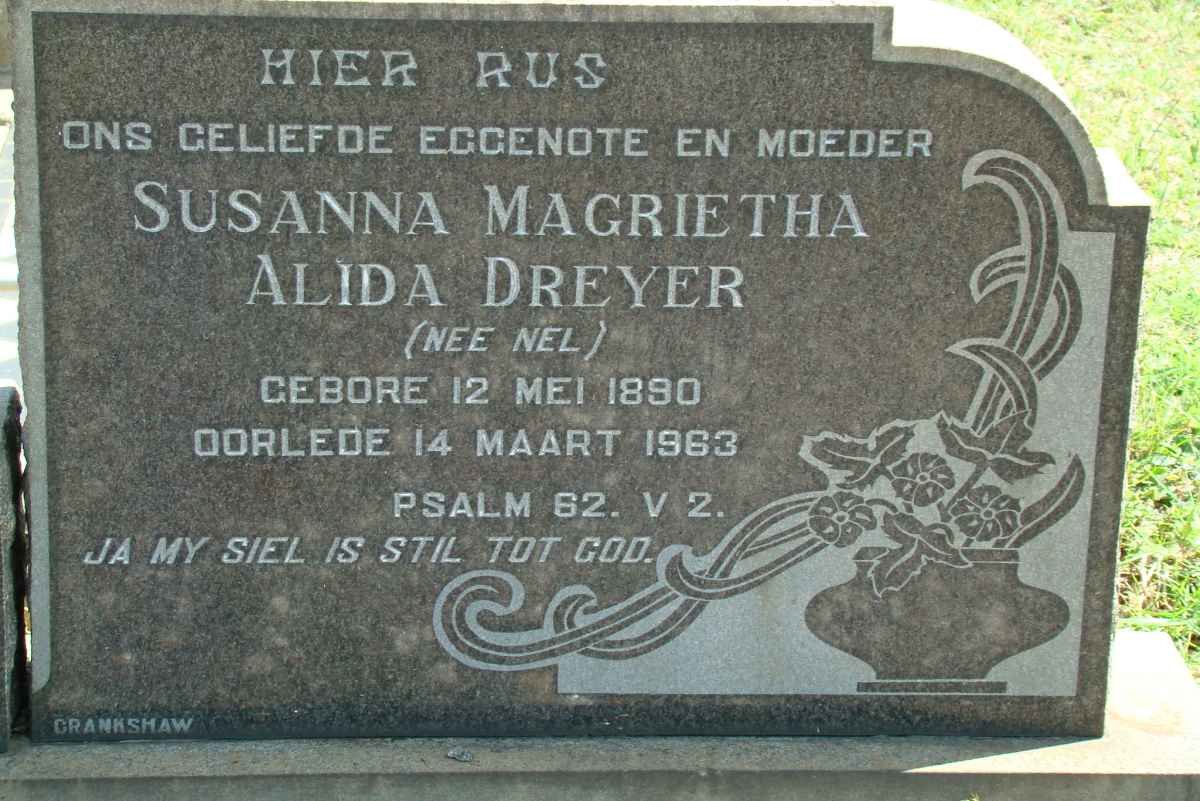 HIER RUS
ONS GELIEFDE EGGENOTE EN MOEDER
SUSANNA MAGRIETHA
ALIDA DREYER
(NEE NEL)
GEBORE 12 MEI 1890
OORLEDE 14 MAART 1963
PSALM 62. V 2.
JA MY SIEL IS STIL TOT GOD.
CRANKSHAW